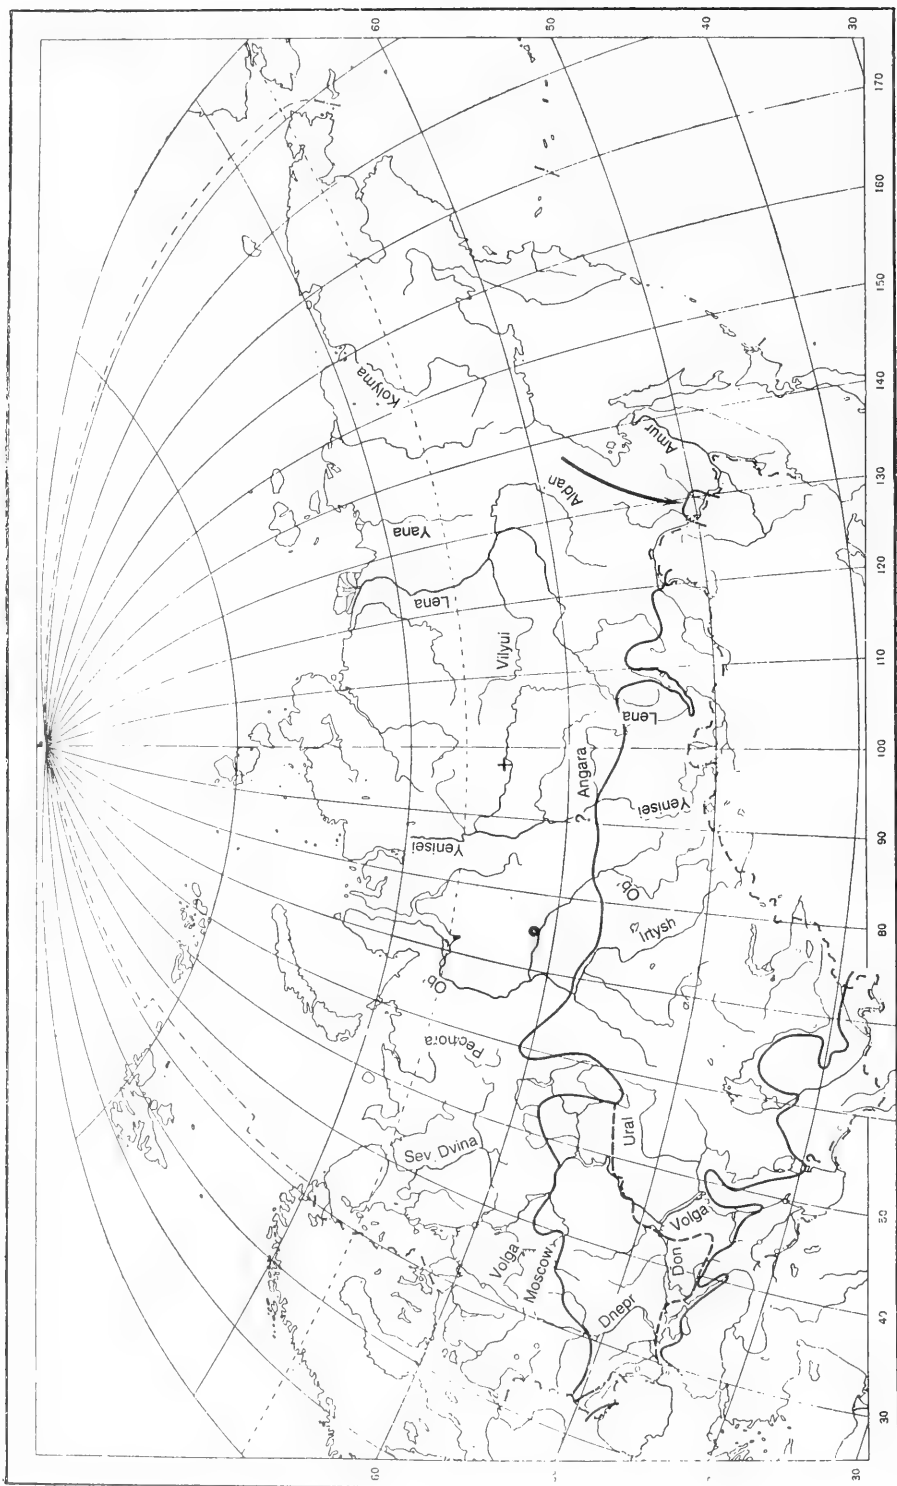 60
50
40
30
170
160
150
140
130
120
110
100
90
80
50
40
30
60
30
Kolyma
Amur
Aldan
Yana
Lena
Vilyui
Lena
Angara
?
Yenisei
Yenisei
Ob'
Ob'
Irtysh
Pechora
Sev Dvina
Ural
?
Volga
Volga
Moscow
Don
Dnepr